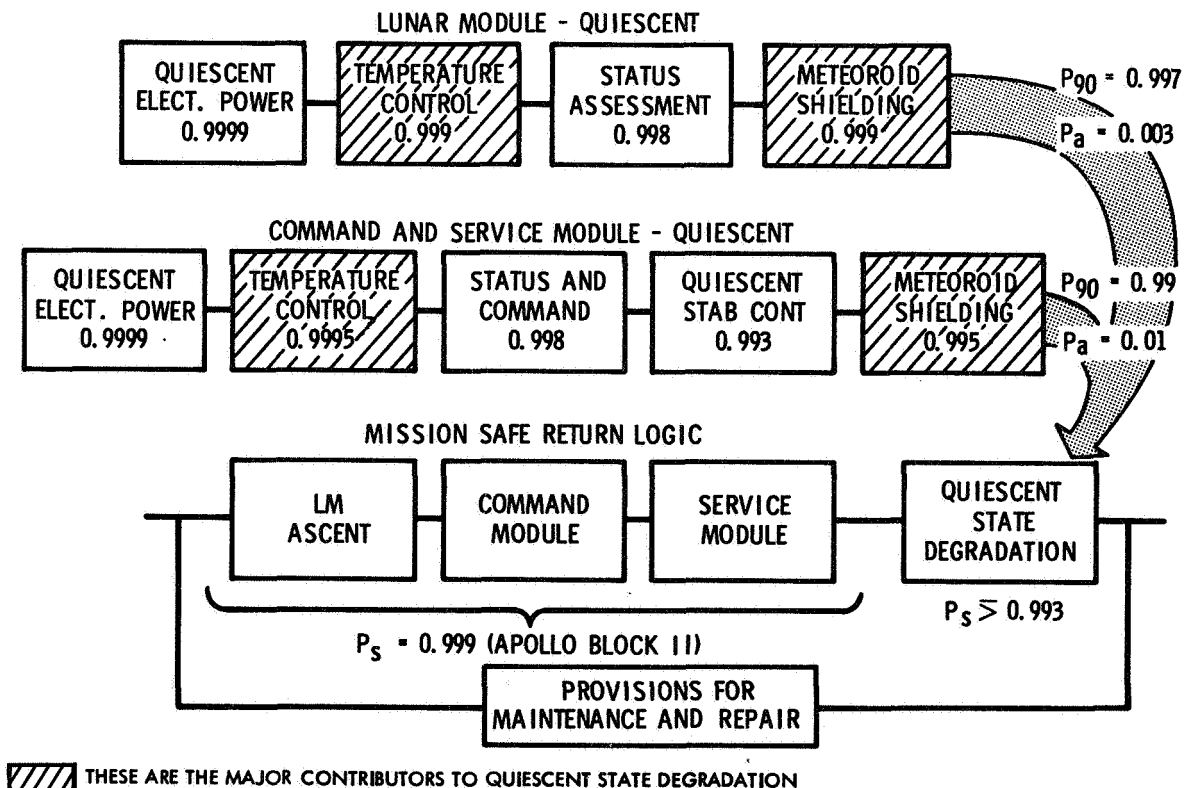 LUNAR MODULE - QUIESCENT
QUIESCENT
ELECT. POWER
0.9999
TEMPERATURE
CONTROL
0.999
STATUS
ASSESSMENT
0.998
METEOROID
SHIELDING
0.999
P90 = 0.997
Pa = 0.003
COMMAND AND SERVICE MODULE - QUIESCENT
QUIESCENT
ELECT. POWER
0.9999
TEMPERATURE
CONTROL
0.9995
STATUS AND
COMMAND
0.998
QUIESCENT
STAB CONT
0.993
METEOROID
SHIELDING
0.995
P90 = 0.99
Pa = 0.01
MISSION SAFE RETURN LOGIC
LM
ASCENT
COMMAND
MODULE
SERVICE
MODULE
QUIESCENT
STATE
DEGRADATION
PS ≥ 0.993
PS = 0.999 (APOLLO BLOCK II)
PROVISIONS FOR
MAINTENANCE AND REPAIR
THESE ARE THE MAJOR CONTRIBUTORS TO QUIESCENT STATE DEGRADATION